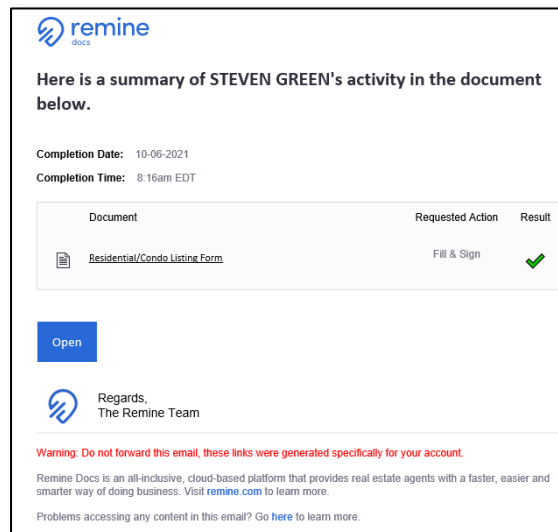 remine
docs
Here is a summary of STEVEN GREEN's activity in the document
below.
Completion Date: 10-06-2021
Completion Time: 8:16am EDT
Document Requested Action Result
Residential/Condo Listing Form Fill & Sign
Open
Regards,
The Remine Team
Warning: Do not forward this email, these links were generated specifically for your account.
Remine Docs is an all-inclusive, cloud-based platform that provides real estate agents with a faster, easier and
smarter way of doing business. Visit remine.com to learn more.
Problems accessing any content in this email? Go here to learn more.